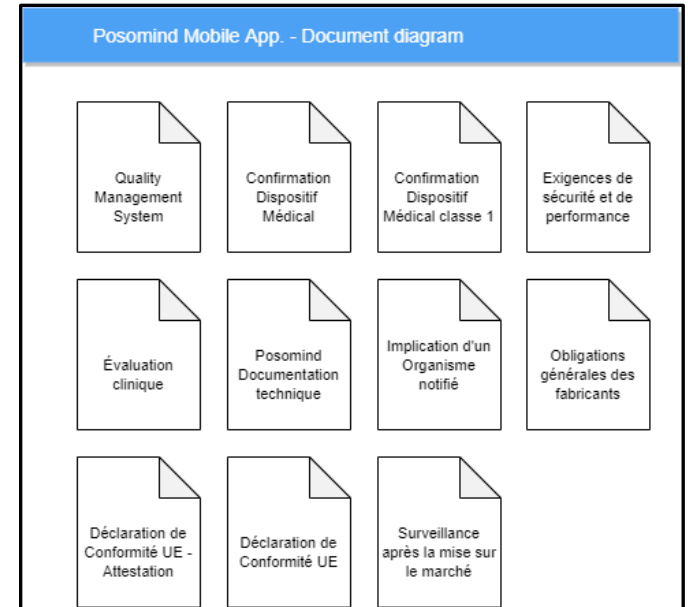 Posomind Mobile App. - Document diagram
Quality
Management
System
Confirmation
Dispositif
Médical
Confirmation
Dispositif
Médical classe 1
Exigences de
sécurité et de
performance
Évaluation
clinique
Posomind
Documentation
technique
Implication d'un
Organisme
notifié
Obligations
générales des
fabricants
Déclaration de
Conformité UE -
Attestation
Déclaration de
Conformité UE
Surveillance
après la mise sur
le marché